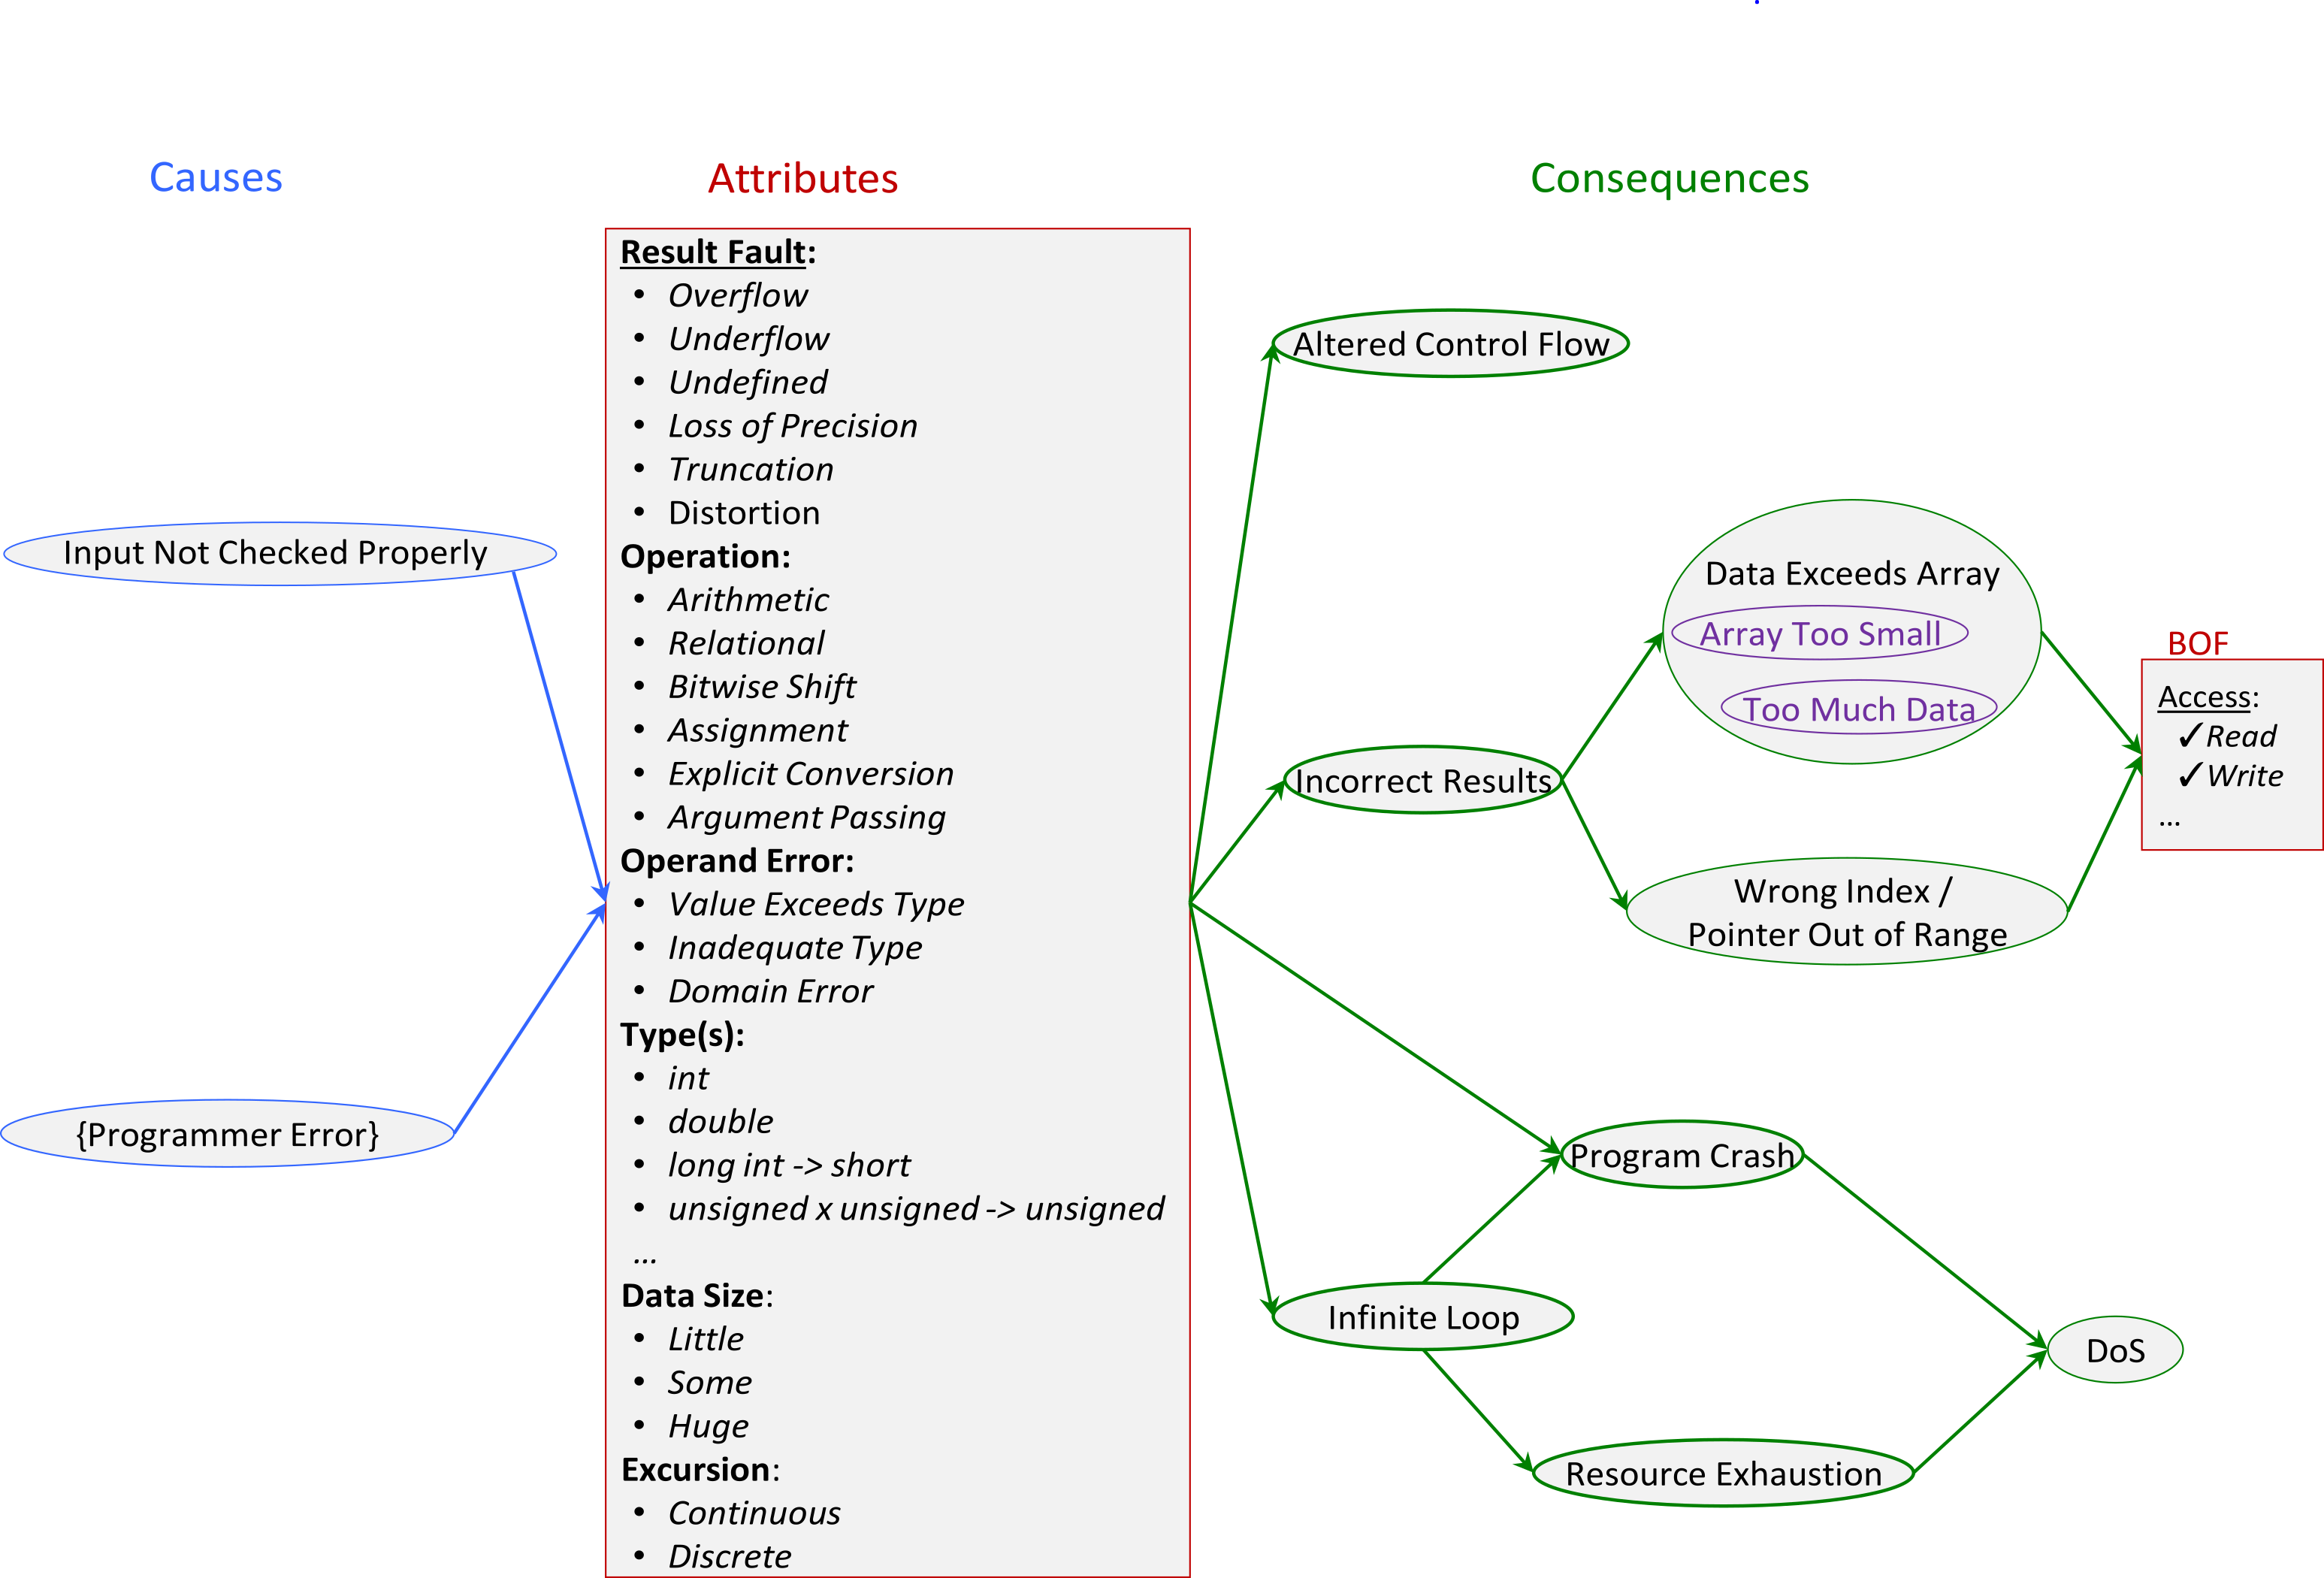 Causes
Attributes
Consequences
Input Not Checked Properly
{Programmer Error}
Result Fault:
• Overflow
• Underflow
• Undefined
• Loss of Precision
• Truncation
• Distortion
Operation:
• Arithmetic
• Relational
• Bitwise Shift
• Assignment
• Explicit Conversion
• Argument Passing
Operand Error:
• Value Exceeds Type
• Inadequate Type
• Domain Error
Type(s):
• int
• double
• long int -> short
• unsigned x unsigned -> unsigned
...
Data Size:
• Little
• Some
• Huge
Excursion:
• Continuous
• Discrete
Altered Control Flow
Incorrect Results
Data Exceeds Array
Array Too Small
Too Much Data
Wrong Index /
Pointer Out of Range
BOF
Access:
✓Read
✓Write
...
Program Crash
Infinite Loop
Resource Exhaustion
DoS